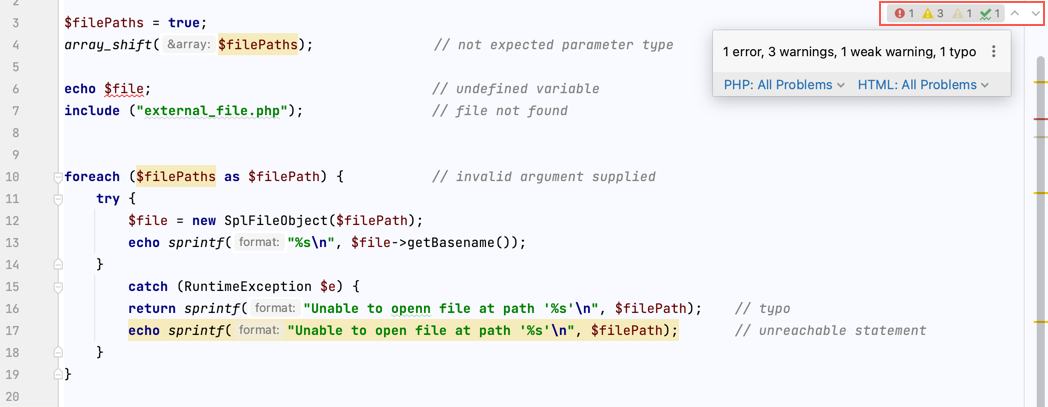 2
1 3 1 1
3 $filePaths = true;
4 array_shift( &array: $filePaths); // not expected parameter type
1 error, 3 warnings, 1 weak warning, 1 typo
5
PHP: All Problems HTML: All Problems
6 echo $file; // undefined variable
7 include ("external_file.php"); // file not found
8
9
10 foreach ($filePaths as $filePath) { // invalid argument supplied
11 try {
12 $file = new SplFileObject($filePath);
13 echo sprintf( format: "%s\n", $file->getBasename());
14 }
15 catch (RuntimeException $e) {
16 return sprintf( format: "Unable to openn file at path '%s'\n", $filePath); // typo
17 echo sprintf( format: "Unable to open file at path '%s'\n", $filePath); // unreachable statement
18 }
19 }
20